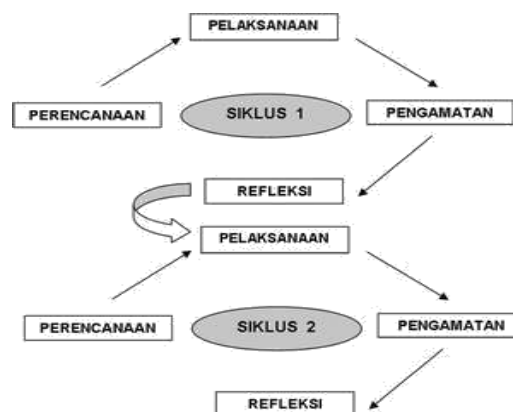 PELAKSANAAN
PERENCANAAN
SIKLUS 1
PENGAMATAN
REFLEKSI
PELAKSANAAN
PERENCANAAN
SIKLUS 2
PENGAMATAN
REFLEKSI